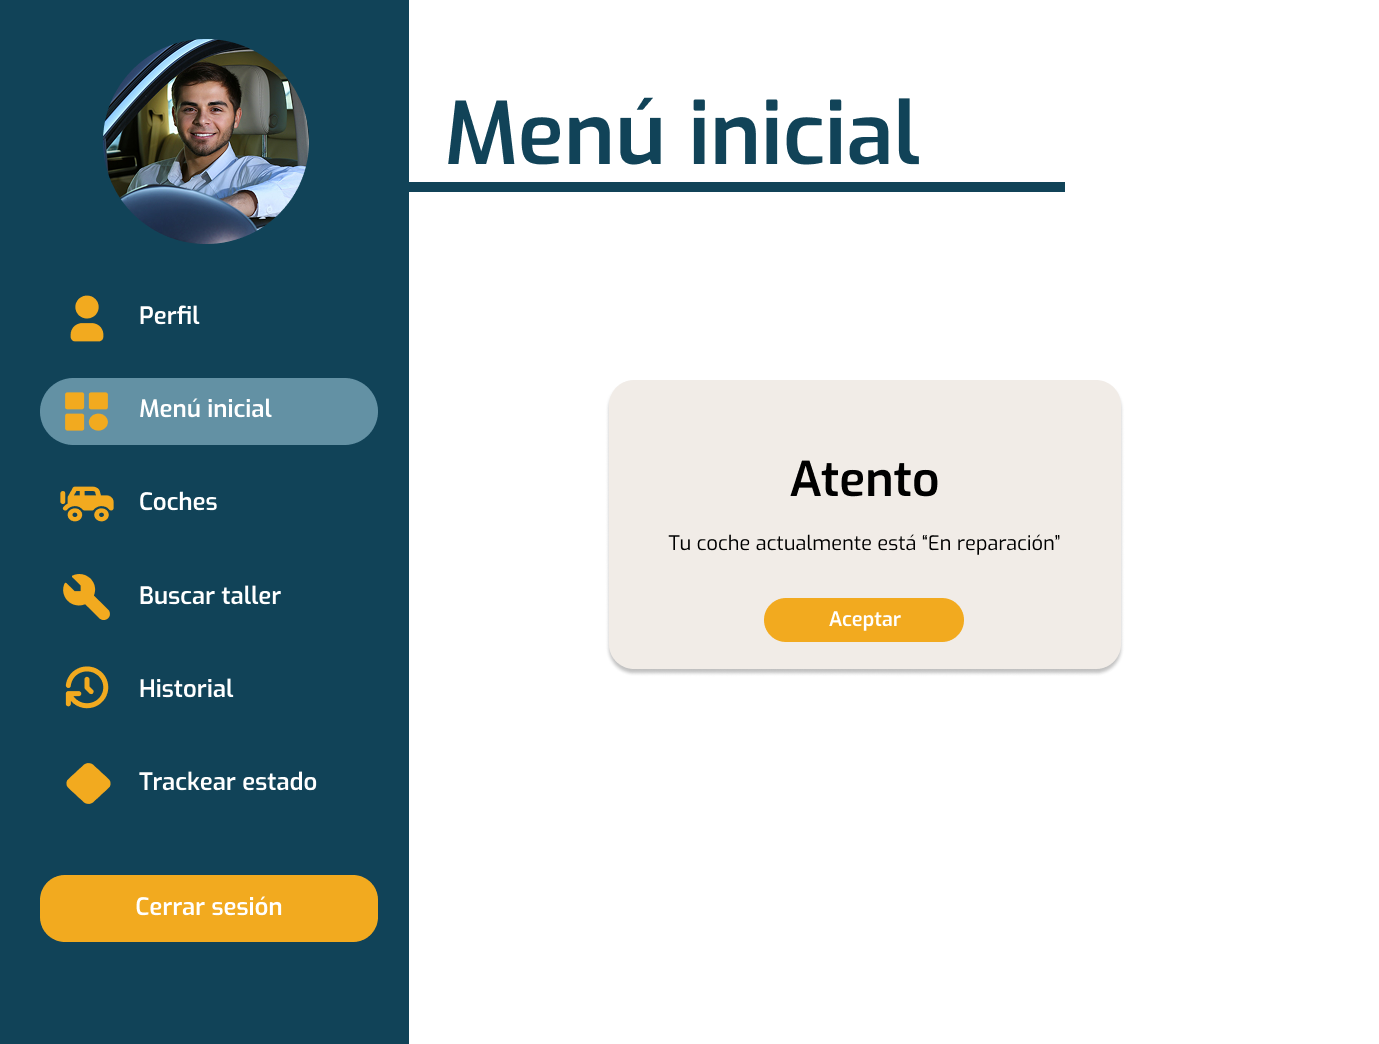 Menú inicial
Perfil
Menú inicial
Coches
Buscar taller
Historial
Trackear estado
Cerrar sesión
Atento
Tu coche actualmente está “En reparación”
Aceptar